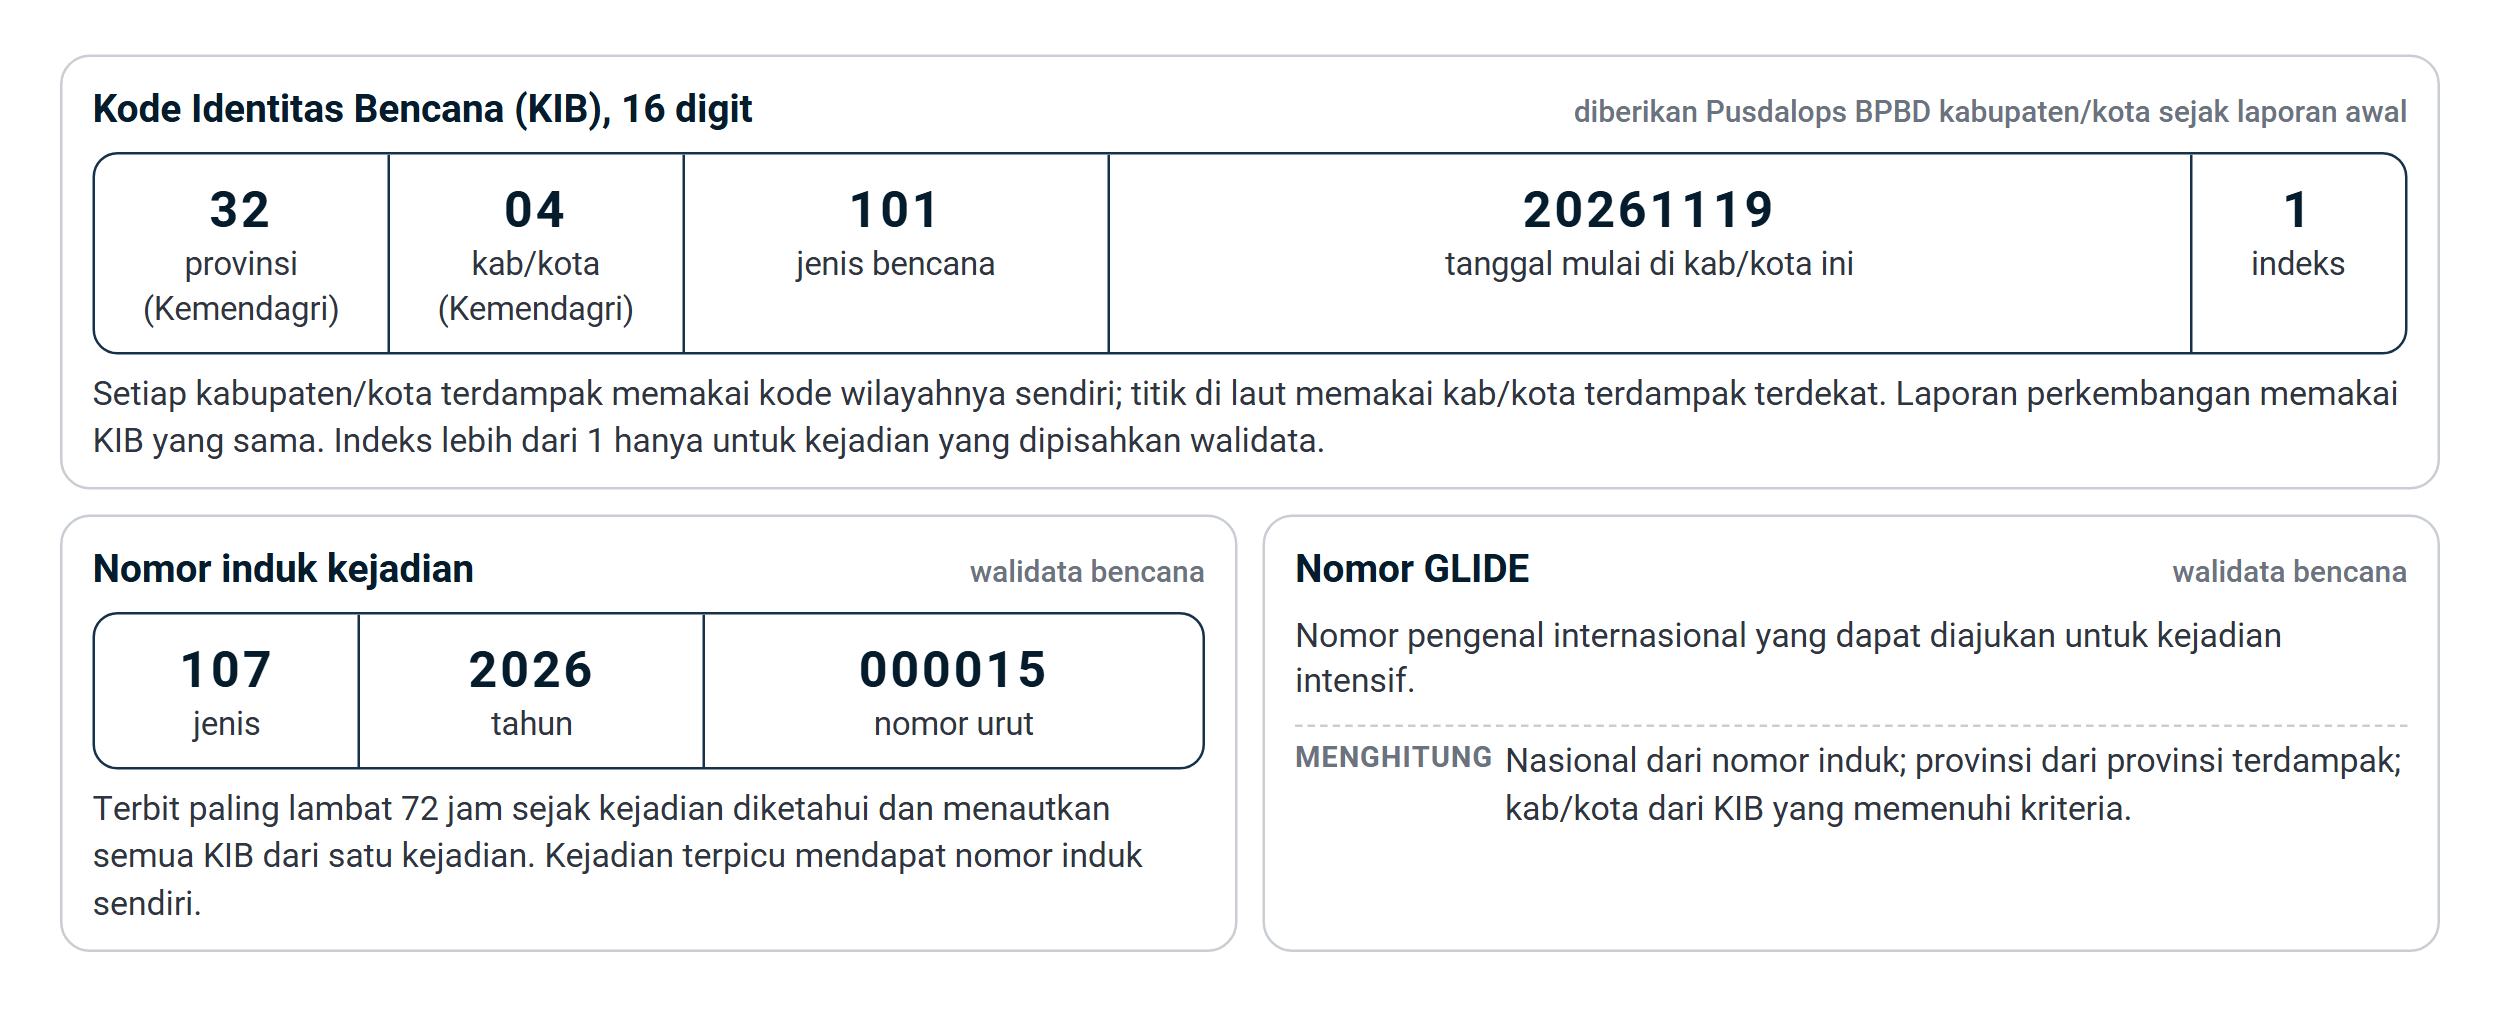 Kode Identitas Bencana (KIB), 16 digit
diberikan Pusdalops BPBD kabupaten/kota sejak laporan awal
32
provinsi
(Kemendagri)
04
kab/kota
(Kemendagri)
101
jenis bencana
20261119
tanggal mulai di kab/kota ini
1
indeks
Setiap kabupaten/kota terdampak memakai kode wilayahnya sendiri; titik di laut memakai kab/kota terdampak terdekat. Laporan perkembangan memakai
KIB yang sama. Indeks lebih dari 1 hanya untuk kejadian yang dipisahkan walidata.
Nomor induk kejadian
walidata bencana
107
jenis
2026
tahun
000015
nomor urut
Terbit paling lambat 72 jam sejak kejadian diketahui dan menautkan
semua KIB dari satu kejadian. Kejadian terpicu mendapat nomor induk
sendiri.
Nomor GLIDE
walidata bencana
Nomor pengenal internasional yang dapat diajukan untuk kejadian
intensif.
MENGHITUNG Nasional dari nomor induk; provinsi dari provinsi terdampak;
kab/kota dari KIB yang memenuhi kriteria.